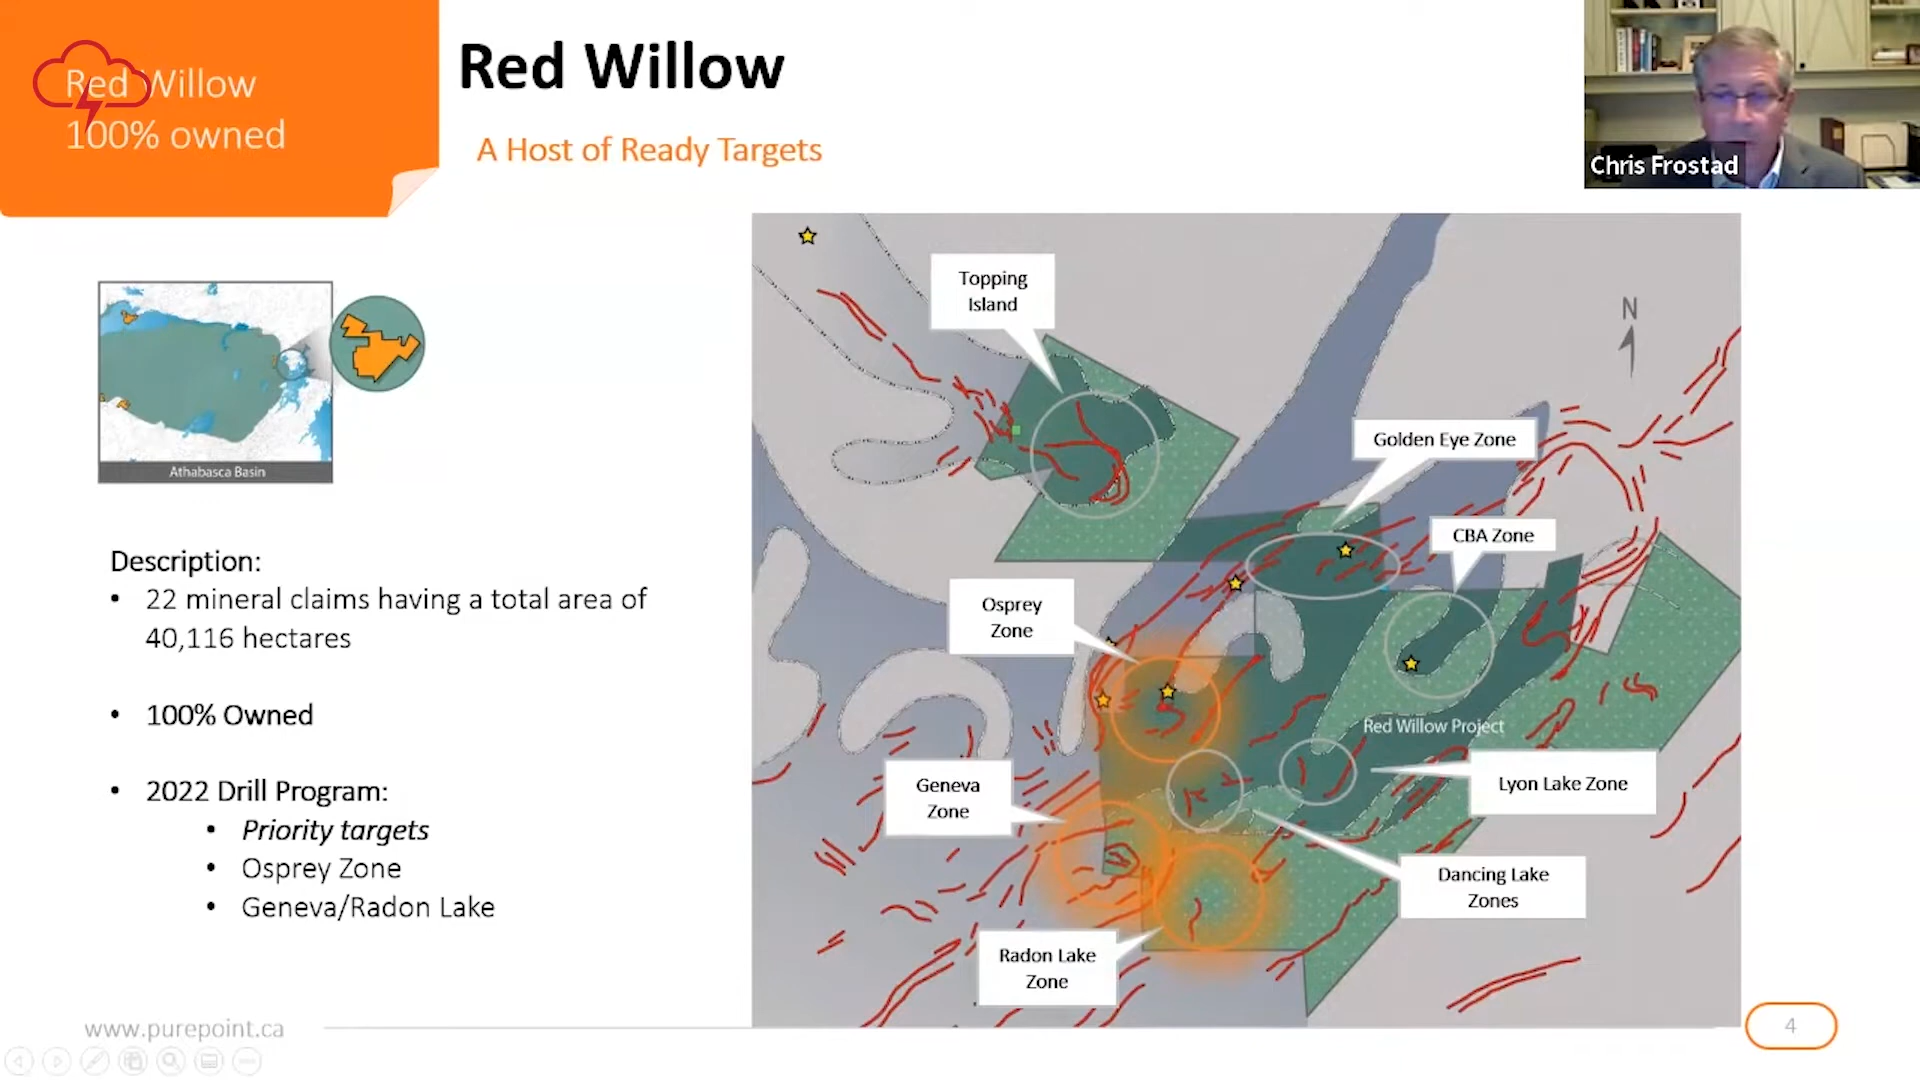 Red Willow
100% owned
Red Willow
A Host of Ready Targets
Chris Frostad
Athabasca Basin
Description:
• 22 mineral claims having a total area of
40,116 hectares
• 100% Owned
• 2022 Drill Program:
• Priority targets
• Osprey Zone
• Geneva/Radon Lake
Topping
Island
N
Golden Eye Zone
CBA Zone
Osprey
Zone
Red Willow Project
Geneva
Zone
Lyon Lake Zone
Dancing Lake
Zones
Radon Lake
Zone
www.purepoint.ca
4